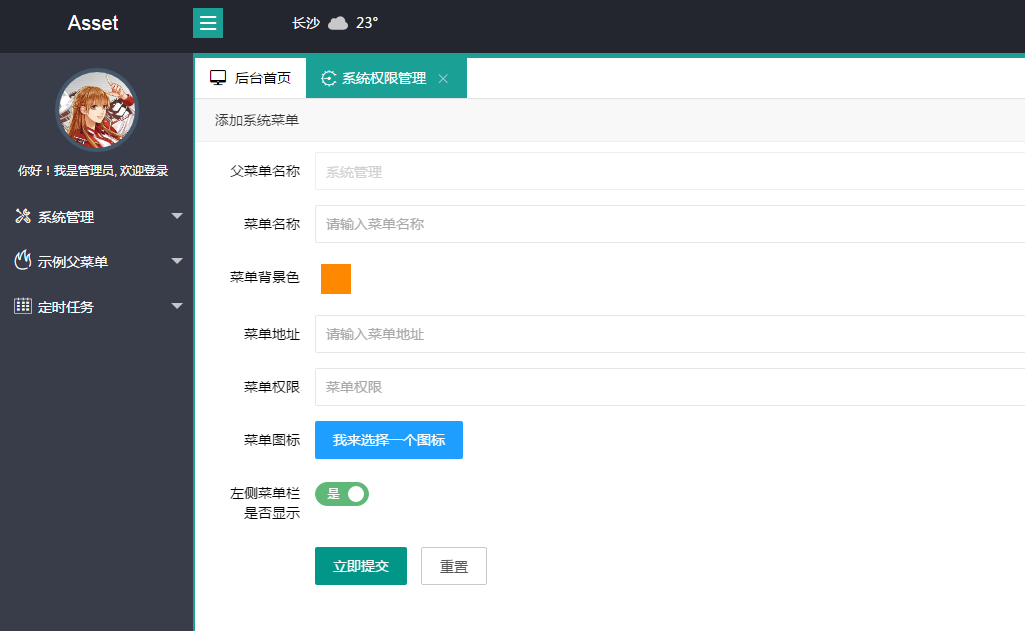 Asset
长沙 23°
后台首页
系统权限管理
你好！我是管理员, 欢迎登录
系统管理
示例父菜单
定时任务
添加系统菜单
父菜单名称 系统管理
菜单名称 请输入菜单名称
菜单背景色
菜单地址 请输入菜单地址
菜单权限 菜单权限
菜单图标 我来选择一个图标
左侧菜单栏
是否显示
是
立即提交 重置